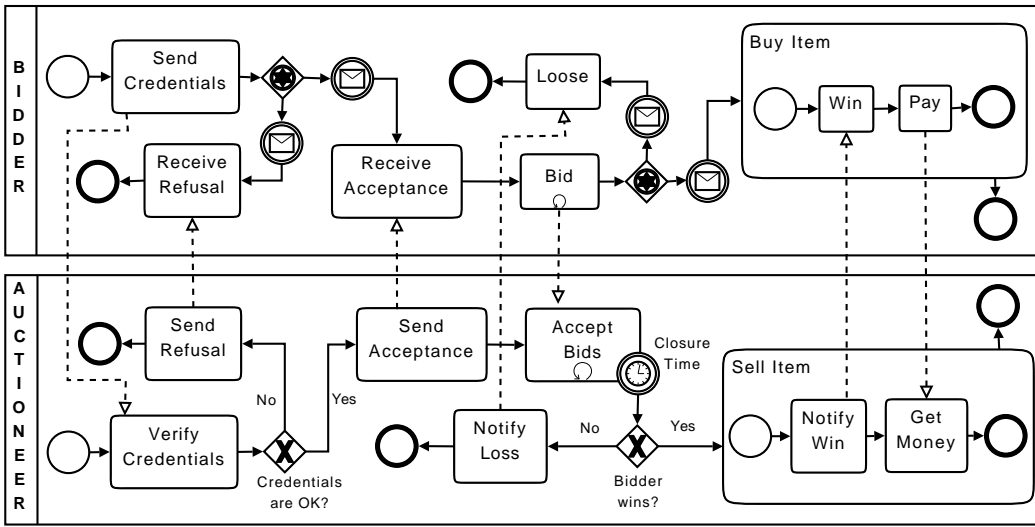 BIDDER
Send
Credentials
Receive
Refusal
Receive
Acceptance
Loose
Bid
Buy Item
Win
Pay
AUCTIONEER
Send
Refusal
Verify
Credentials
No
Yes
Credentials
are OK?
Send
Acceptance
Accept
Bids
Closure
Time
Notify
Loss
No
Yes
Bidder
wins?
Sell Item
Notify
Win
Get
Money